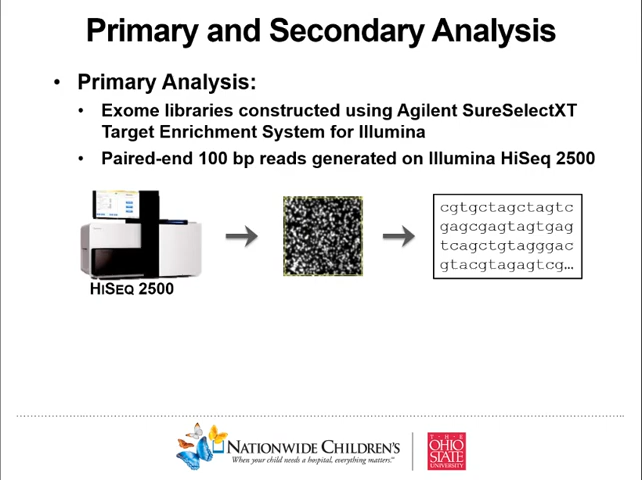 Primary and Secondary Analysis
• Primary Analysis:
• Exome libraries constructed using Agilent SureSelectXT
Target Enrichment System for Illumina
• Paired-end 100 bp reads generated on Illumina HiSeq 2500
cgtgctagctagtc
gagcgagtagtgag
tcagctgtagggac
gtacgtagagtcg…
HISEQ 2500
NATIONWIDE CHILDREN'S
When your child needs a hospital, everything matters.™
THE
OHIO
STATE
UNIVERSITY